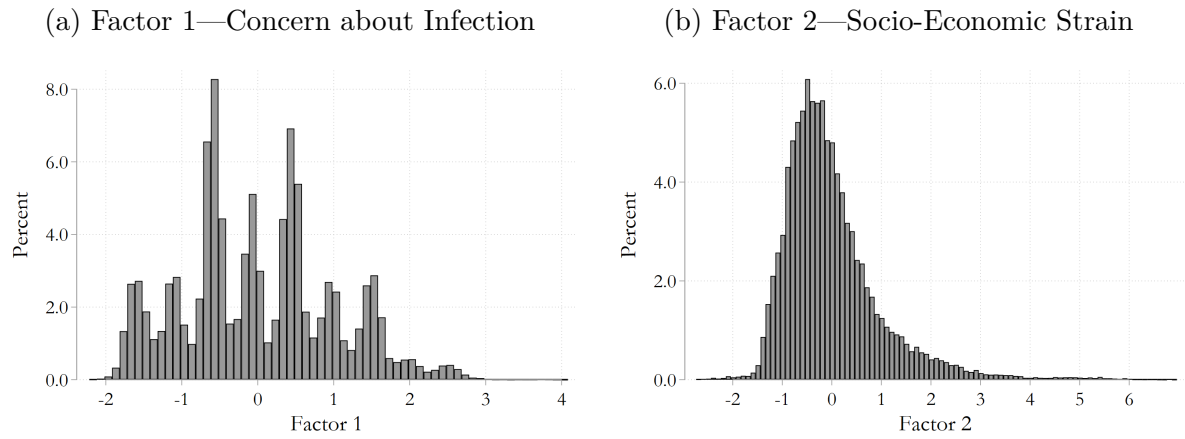 (a) Factor 1—Concern about Infection
8.0
6.0
4.0
2.0
0.0
Percent
-2 -1 0 1 2 3 4
Factor 1
(b) Factor 2—Socio-Economic Strain
6.0
4.0
2.0
0.0
Percent
-2 -1 0 1 2 3 4 5 6
Factor 2